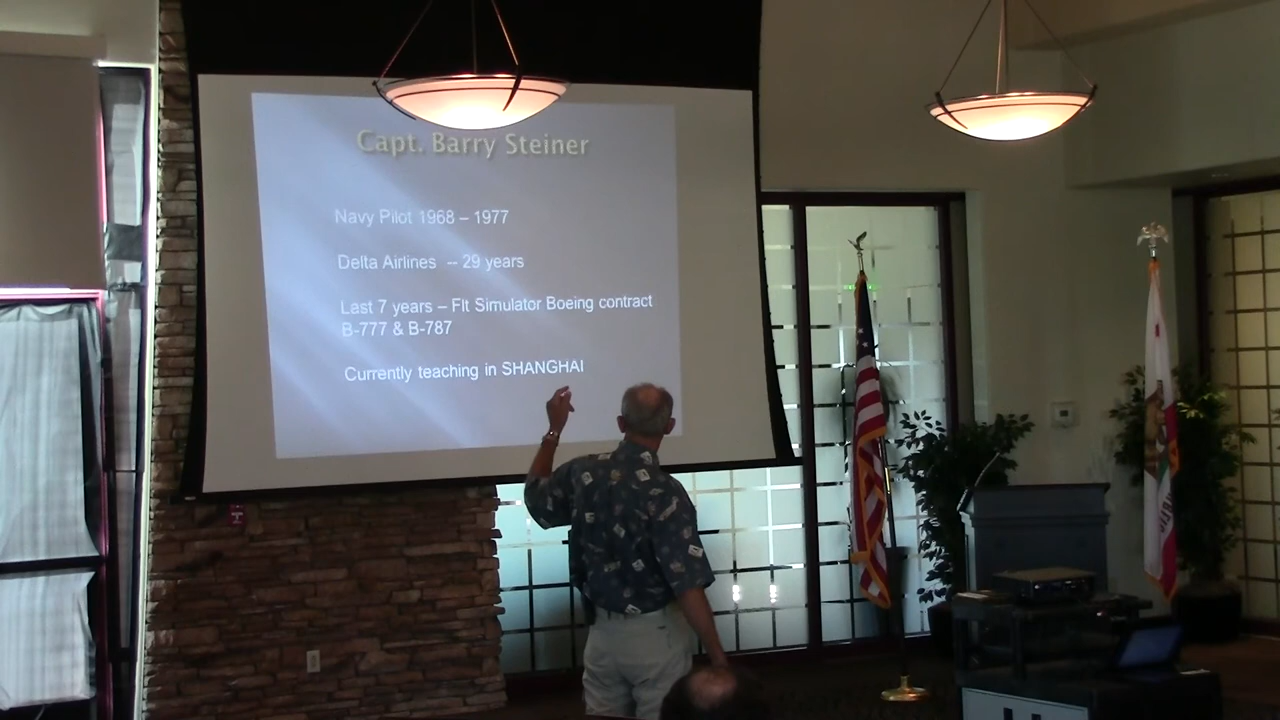 Capt. Barry Steiner
Navy Pilot 1968 – 1977
Delta Airlines -- 29 years
Last 7 years – Flt Simulator Boeing contract
B-777 & B-787
Currently teaching in SHANGHAI